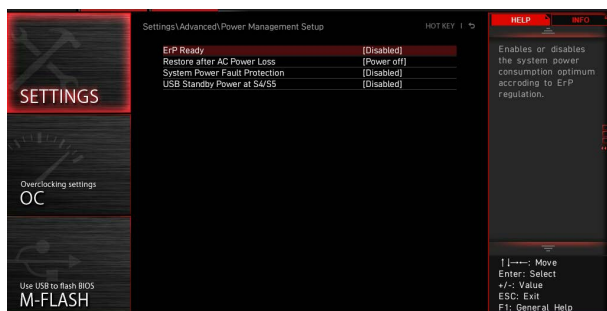 Settings\Advanced\Power Management Setup
HOT KEY
HELP
INFO
ErP Ready [Disabled]
Restore after AC Power Loss [Power off]
System Power Fault Protection [Disabled]
USB Standby Power at S4/S5 [Disabled]
SETTINGS
Overclocking settings
OC
Use USB to flash BIOS
M-FLASH
Enables or disables
the system power
consumption optimum
accroding to ErP
regulation.
↑↓→←: Move
Enter: Select
+/-: Value
ESC: Exit
F1: General Help